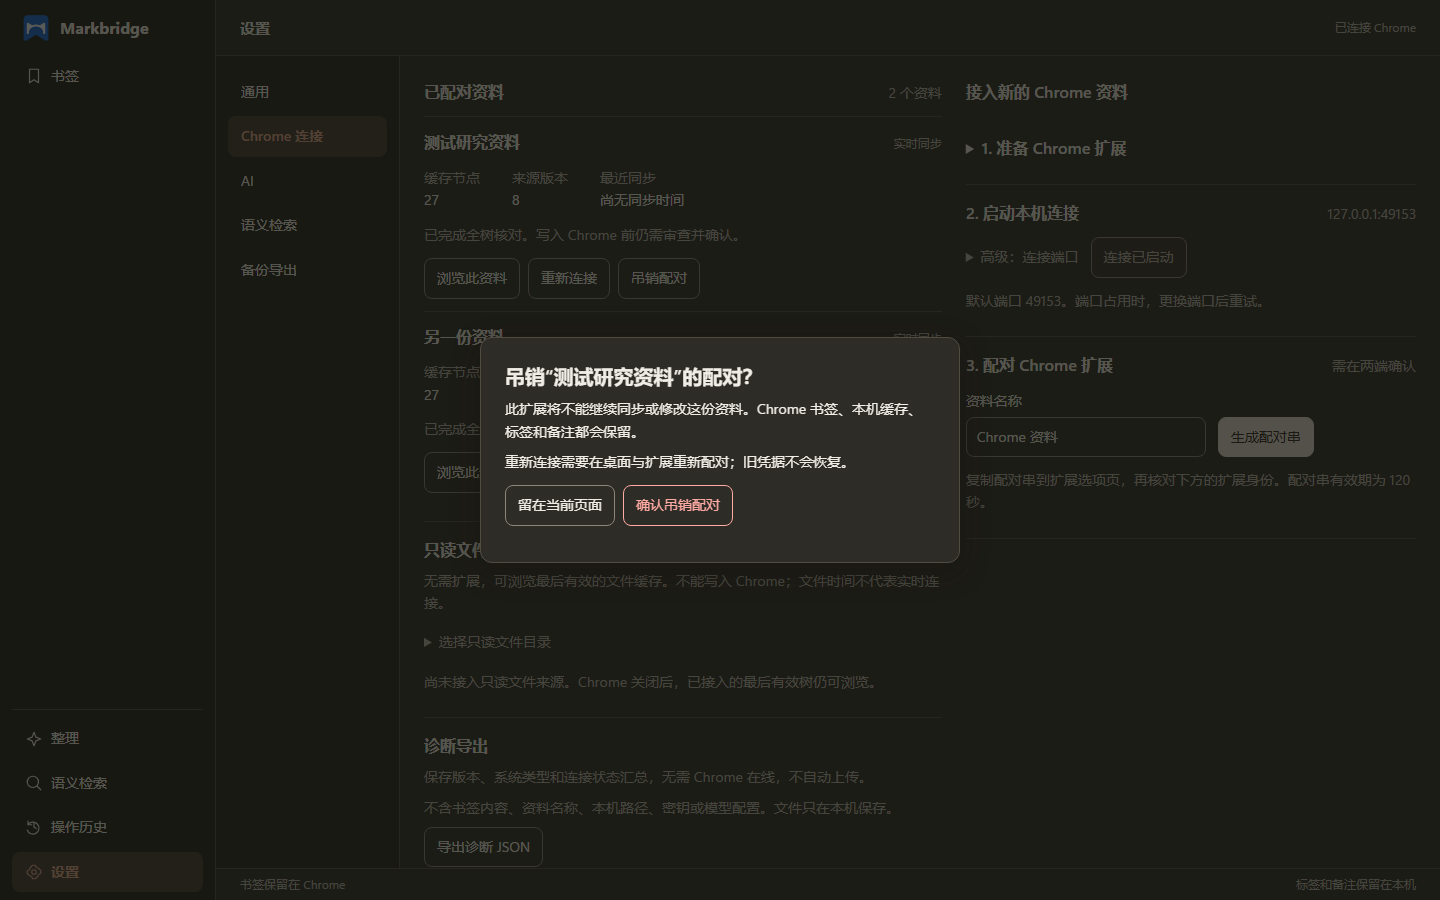 Markbridge
设置
已连接 Chrome
书签
通用
Chrome 连接
AI
语义检索
备份导出
已配对资料
2 个资料
测试研究资料
实时同步
缓存节点
来源版本
最近同步
27
8
尚无同步时间
已完成全树核对。写入 Chrome 前仍需审查并确认。
浏览此资料
重新连接
吊销配对
另一份资料
实时同步
缓存节点
27
已完成全
浏览此
吊销“测试研究资料”的配对？
此扩展将不能继续同步或修改这份资料。Chrome 书签、本机缓存、
标签和备注都会保留。
重新连接需要在桌面与扩展重新配对；旧凭据不会恢复。
留在当前页面
确认吊销配对
只读文件
无需扩展，可浏览最后有效的文件缓存。不能写入 Chrome；文件时间不代表实时连
接。
选择只读文件目录
尚未接入只读文件来源。Chrome 关闭后，已接入的最后有效树仍可浏览。
诊断导出
保存版本、系统类型和连接状态汇总，无需 Chrome 在线，不自动上传。
不含书签内容、资料名称、本机路径、密钥或模型配置。文件只在本机保存。
导出诊断 JSON
接入新的 Chrome 资料
1. 准备 Chrome 扩展
2. 启动本机连接
127.0.0.1:49153
高级：连接端口
连接已启动
默认端口 49153。端口占用时，更换端口后重试。
3. 配对 Chrome 扩展
需在两端确认
资料名称
Chrome 资料
生成配对串
复制配对串到扩展选项页，再核对下方的扩展身份。配对串有效期为 120
秒。
整理
语义检索
操作历史
设置
书签保留在 Chrome
标签和备注保留在本机